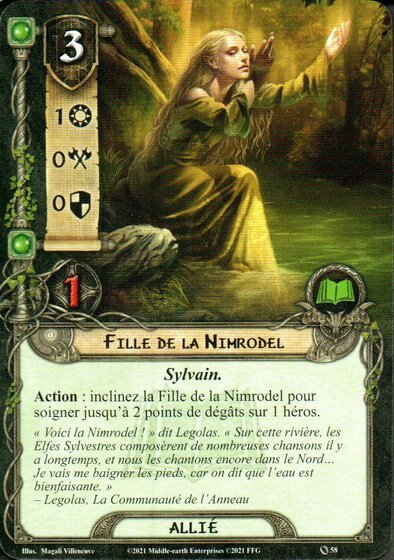 3
1
0
0
1
Fille de la Nimrodel
Sylvain.
Action : inclinez la Fille de la Nimrodel pour
soigner jusqu'à 2 points de dégâts sur 1 héros.
« Voici la Nimrodel ! » dit Legolas. « Sur cette rivière, les
Elfes Sylvestres composèrent de nombreuses chansons il y
a longtemps, et nous les chantons encore dans le Nord…
Je vais me baigner les pieds, car on dit que l'eau est
bienfaisante. »
– Legolas, La Communauté de l'Anneau
Allié
Illus. Magali Villeneuve ©2021 Middle-earth Enterprises ©2021 FFG 58